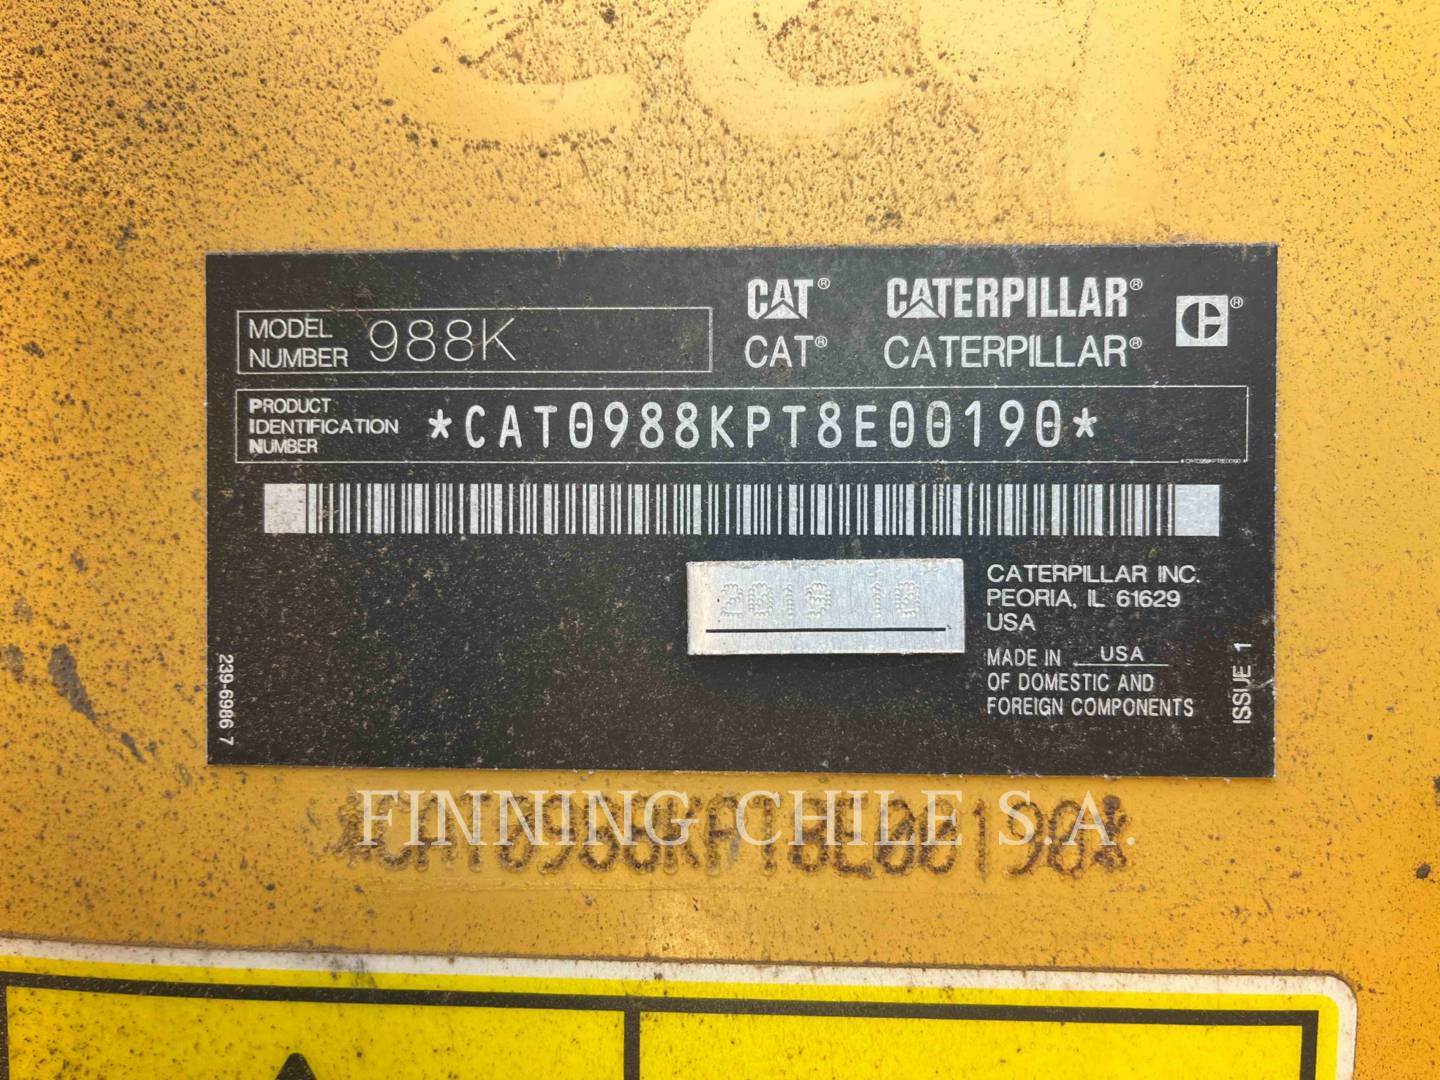 MODEL
NUMBER 988K
CAT® CATERPILLAR®
CAT® CATERPILLAR®
PRODUCT
IDENTIFICATION
NUMBER
*CAT0988KPT8E00190*
CATERPILLAR INC.
PEORIA, IL 61629
USA
MADE IN USA
OF DOMESTIC AND
FOREIGN COMPONENTS
239-6986 7
ISSUE 1
FINNING CHILE S.A.
*CAT0988KPT8E00190*